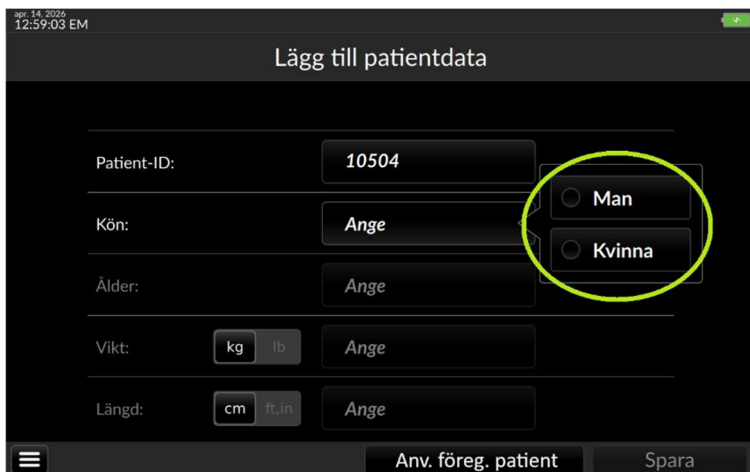 apr. 14, 2026
12:59:03 EM
Lägg till patientdata
Patient-ID: 10504
Man
Kön: Ange
Kvinna
Ålder: Ange
Vikt: kg lb Ange
Längd: cm ft.in Ange
Anv. föreg. patient Spara